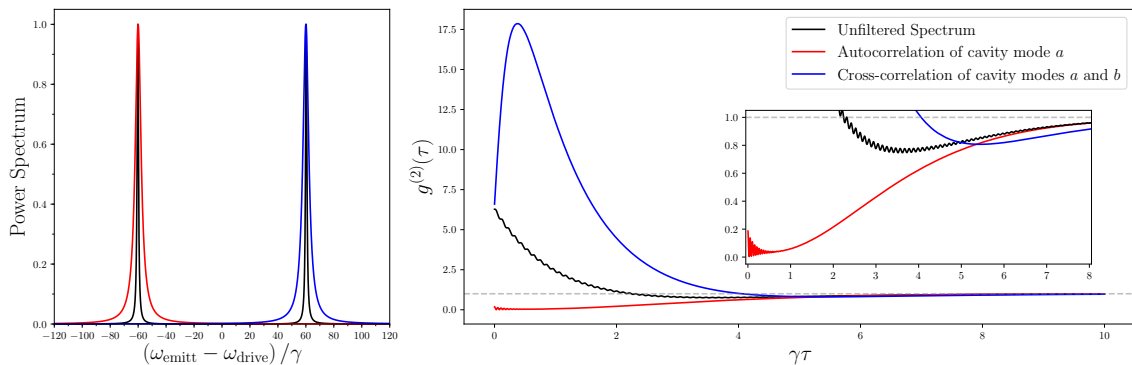 Power Spectrum
1.0
0.8
0.6
0.4
0.2
0.0
-120 -100 -80 -60 -40 -20 0 20 40 60 80 100 120
(ω_emitt − ω_drive) / γ
g^(2)(τ)
17.5
15.0
12.5
10.0
7.5
5.0
2.5
0.0
0 2 4 6 8 10
γτ
Unfiltered Spectrum
Autocorrelation of cavity mode a
Cross-correlation of cavity modes a and b
1.0
0.8
0.6
0.4
0.2
0.0
0 1 2 3 4 5 6 7 8